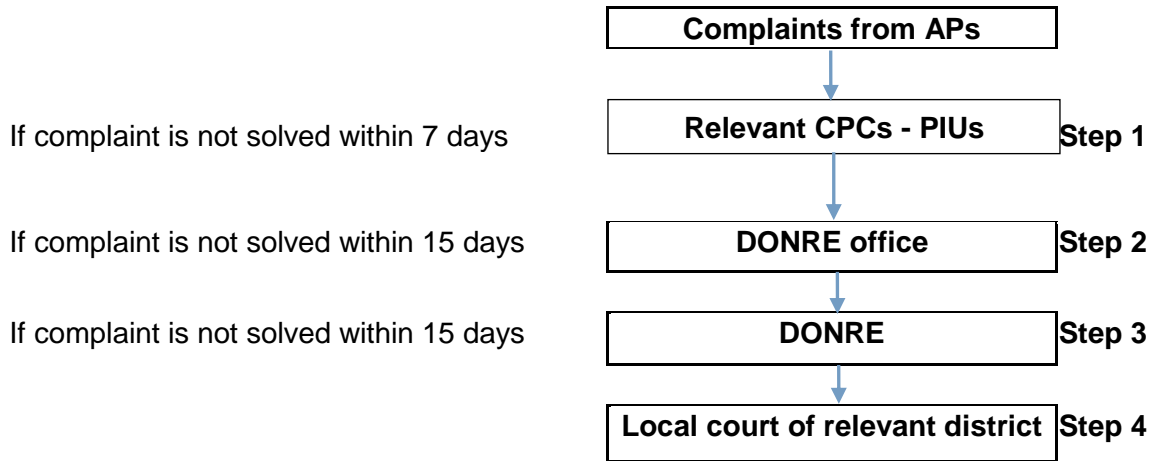 Complaints from APs
If complaint is not solved within 7 days Relevant CPCs - PIUs Step 1
If complaint is not solved within 15 days DONRE office Step 2
If complaint is not solved within 15 days DONRE Step 3
Local court of relevant district Step 4